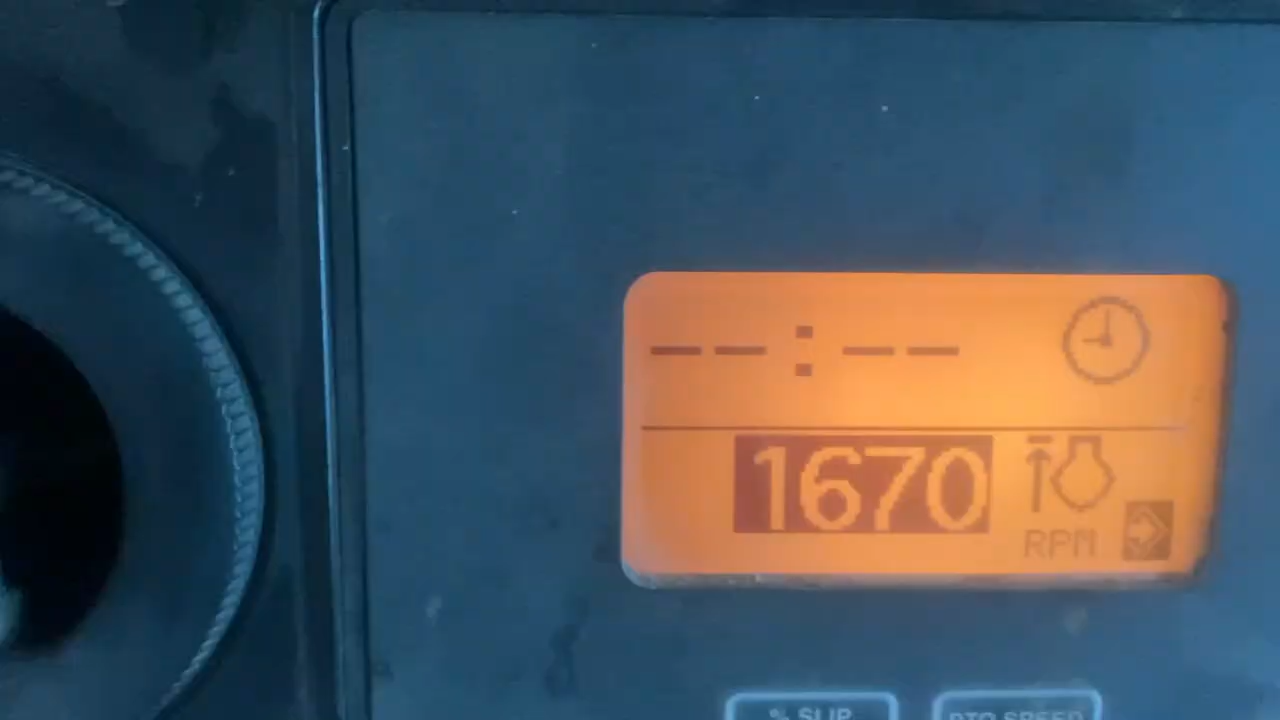 -- : --
1670
RPM
% SLIP
PTO SPEED